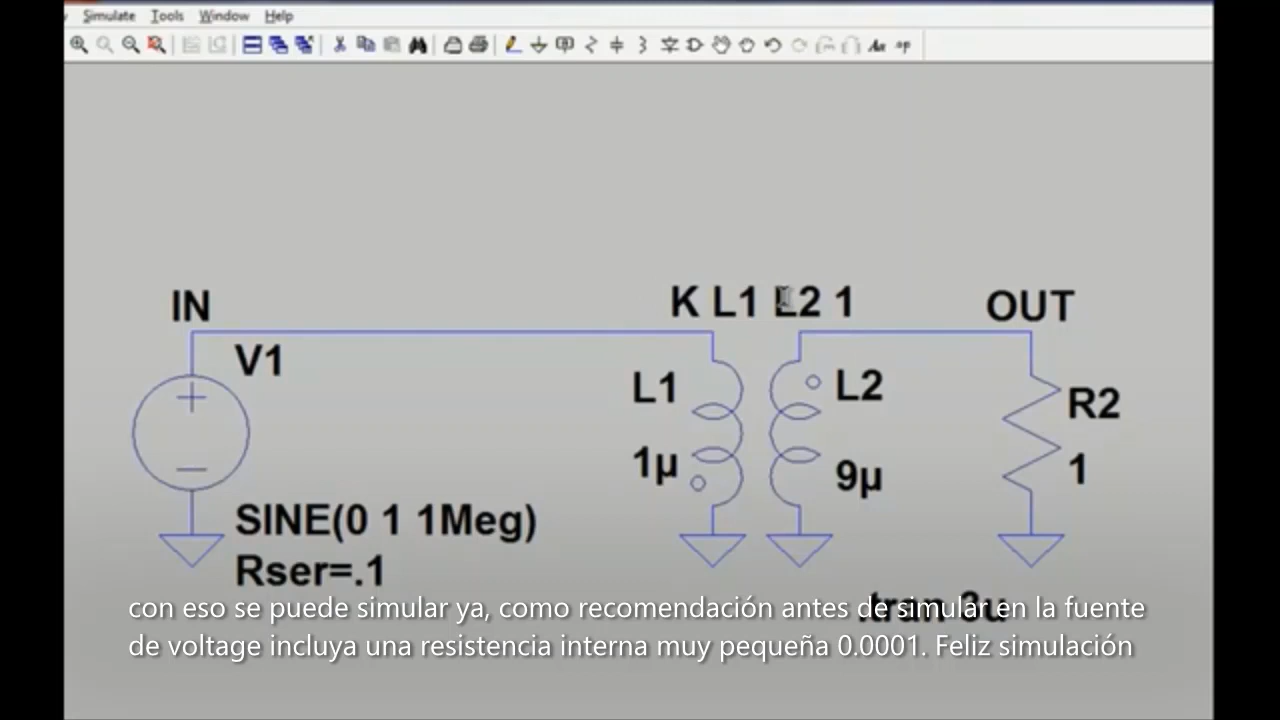 Simulate Tools Window Help
IN
K L1 L2 1
OUT
V1
L1
L2
R2
1µ
9µ
1
SINE(0 1 1Meg)
Rser=.1
.tran 3u
con eso se puede simular ya, como recomendación antes de simular en la fuente
de voltage incluya una resistencia interna muy pequeña 0.0001. Feliz simulación